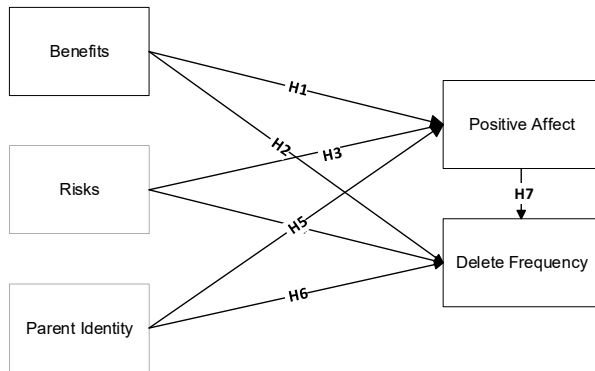 Benefits
H1
Positive Affect
H2
H3
Risks
H7
H5
Delete Frequency
H6
Parent Identity